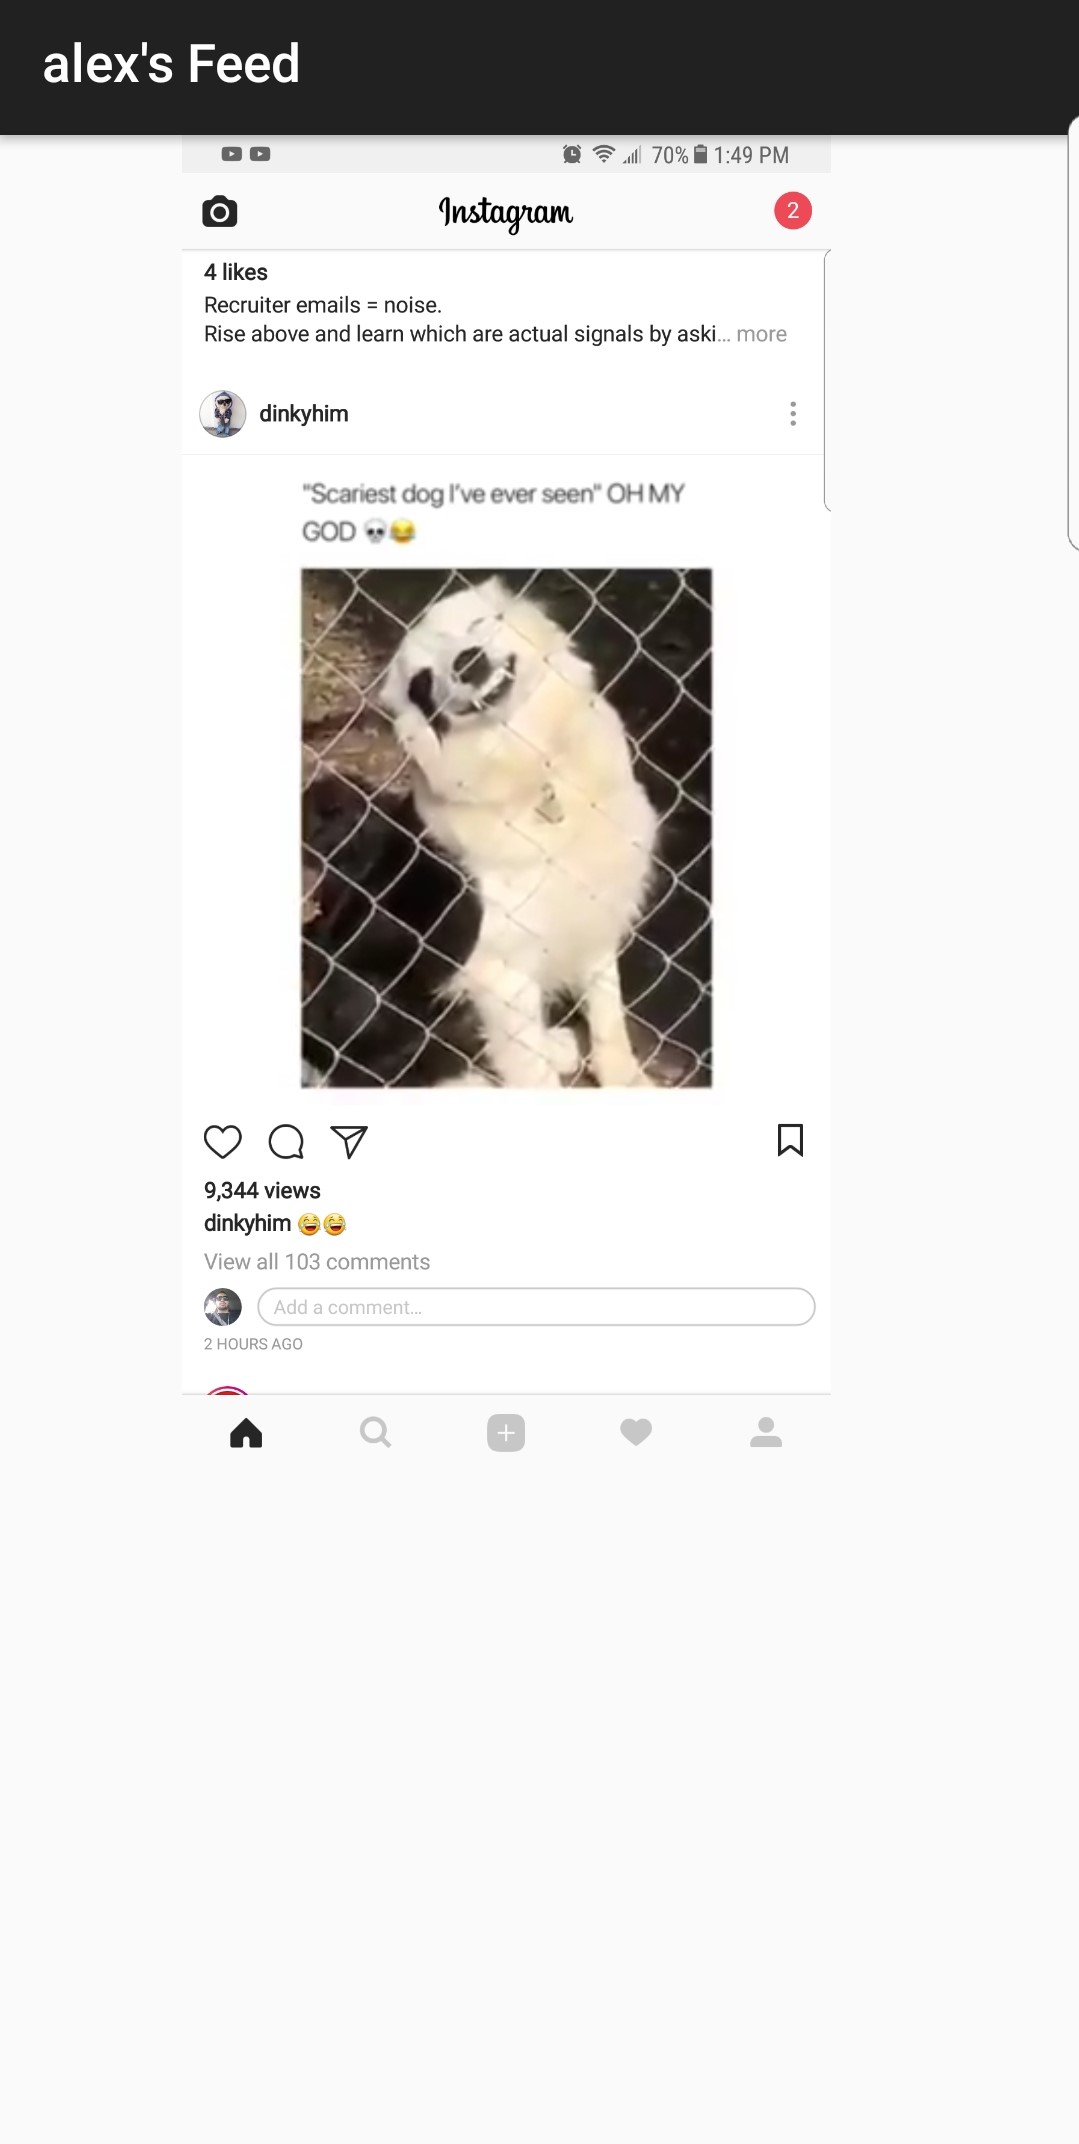 alex's Feed
70% 1:49 PM
Instagram
2
4 likes
Recruiter emails = noise.
Rise above and learn which are actual signals by aski... more
dinkyhim
"Scariest dog I've ever seen" OH MY
GOD 💀😂
9,344 views
dinkyhim 😂😂
View all 103 comments
Add a comment...
2 HOURS AGO